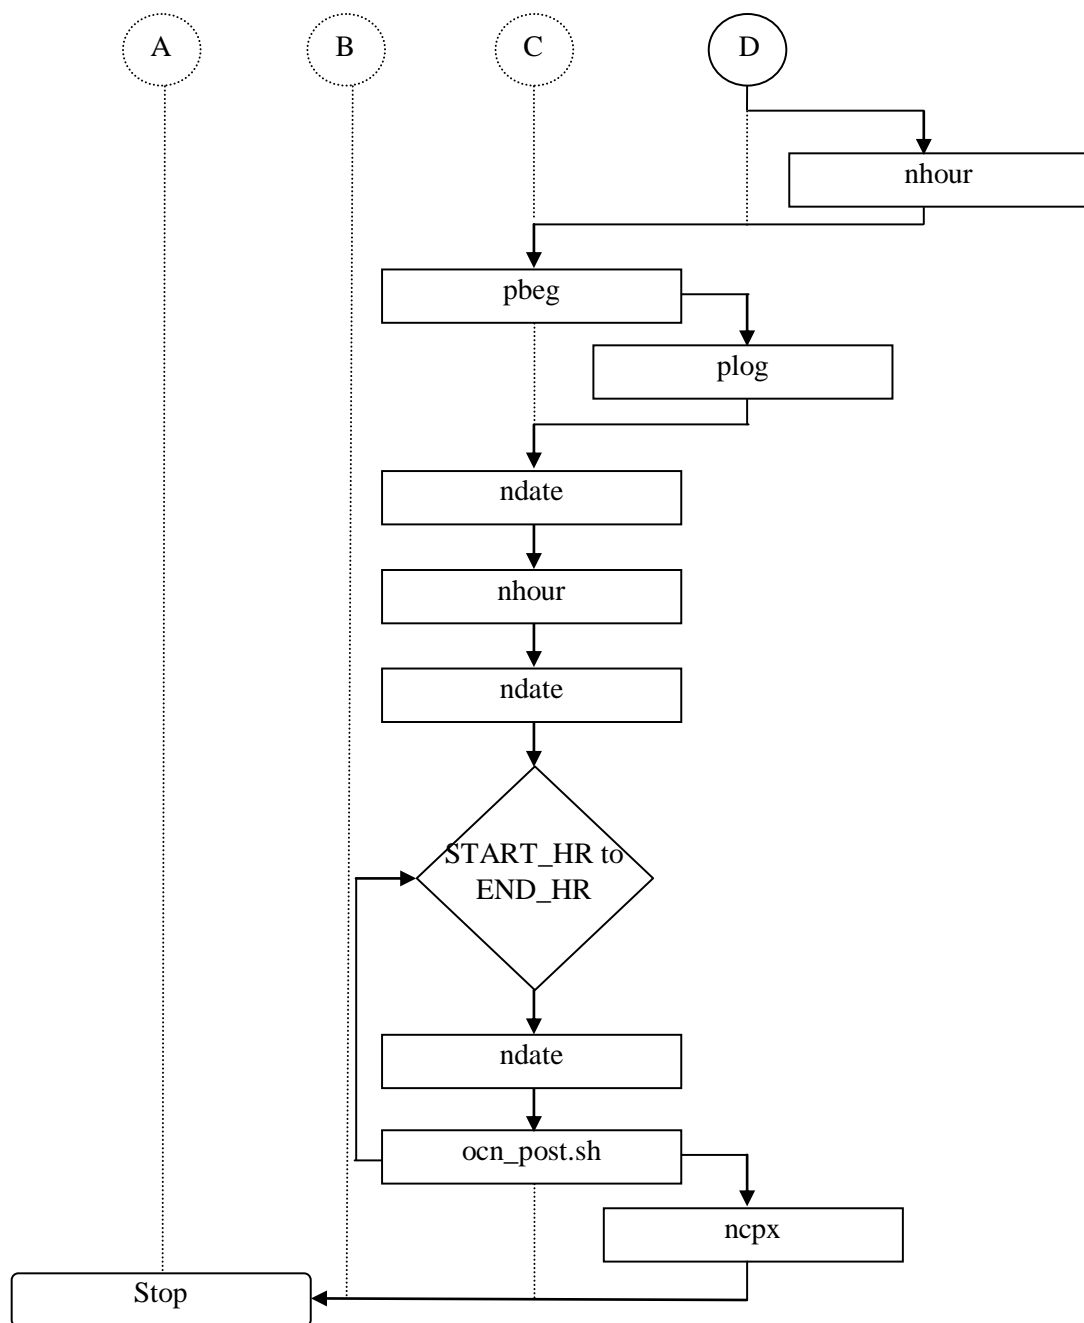 A
B
C
D
nhour
pbeg
plog
ndate
nhour
ndate
START_HR to
END_HR
ndate
ocn_post.sh
ncpx
Stop